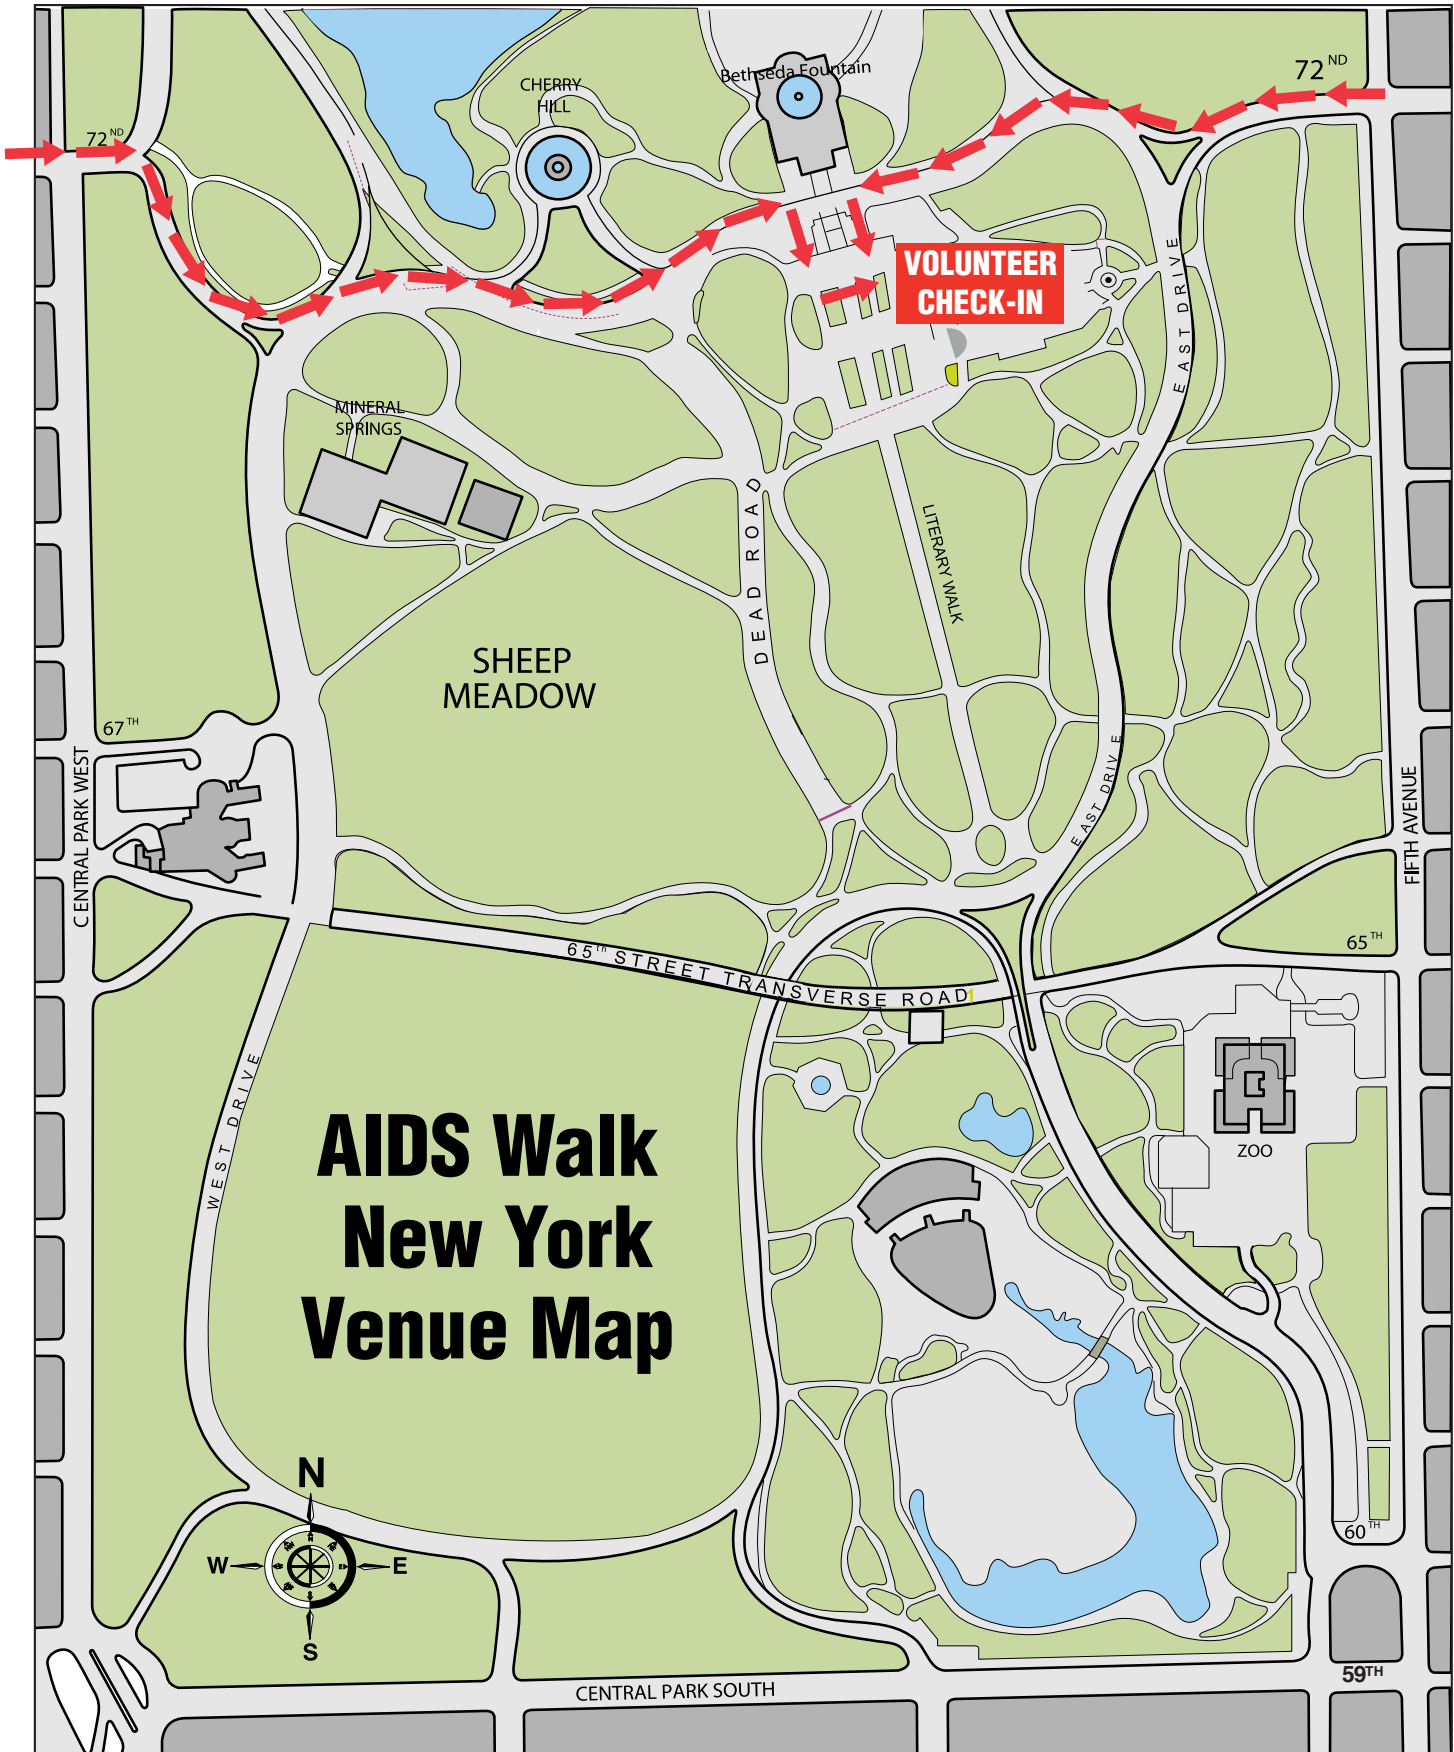 72ND
Bethseda Fountain
CHERRY
HILL
72ND
VOLUNTEER
CHECK-IN
EAST DRIVE
MINERAL
SPRINGS
DEAD ROAD
LITERARY WALK
SHEEP
MEADOW
67TH
CENTRAL PARK WEST
EAST DRIVE
FIFTH AVENUE
65TH
65th STREET TRANSVERSE ROAD1
WEST DRIVE
ZOO
AIDS Walk
New York
Venue Map
N
W
E
S
60TH
59TH
CENTRAL PARK SOUTH